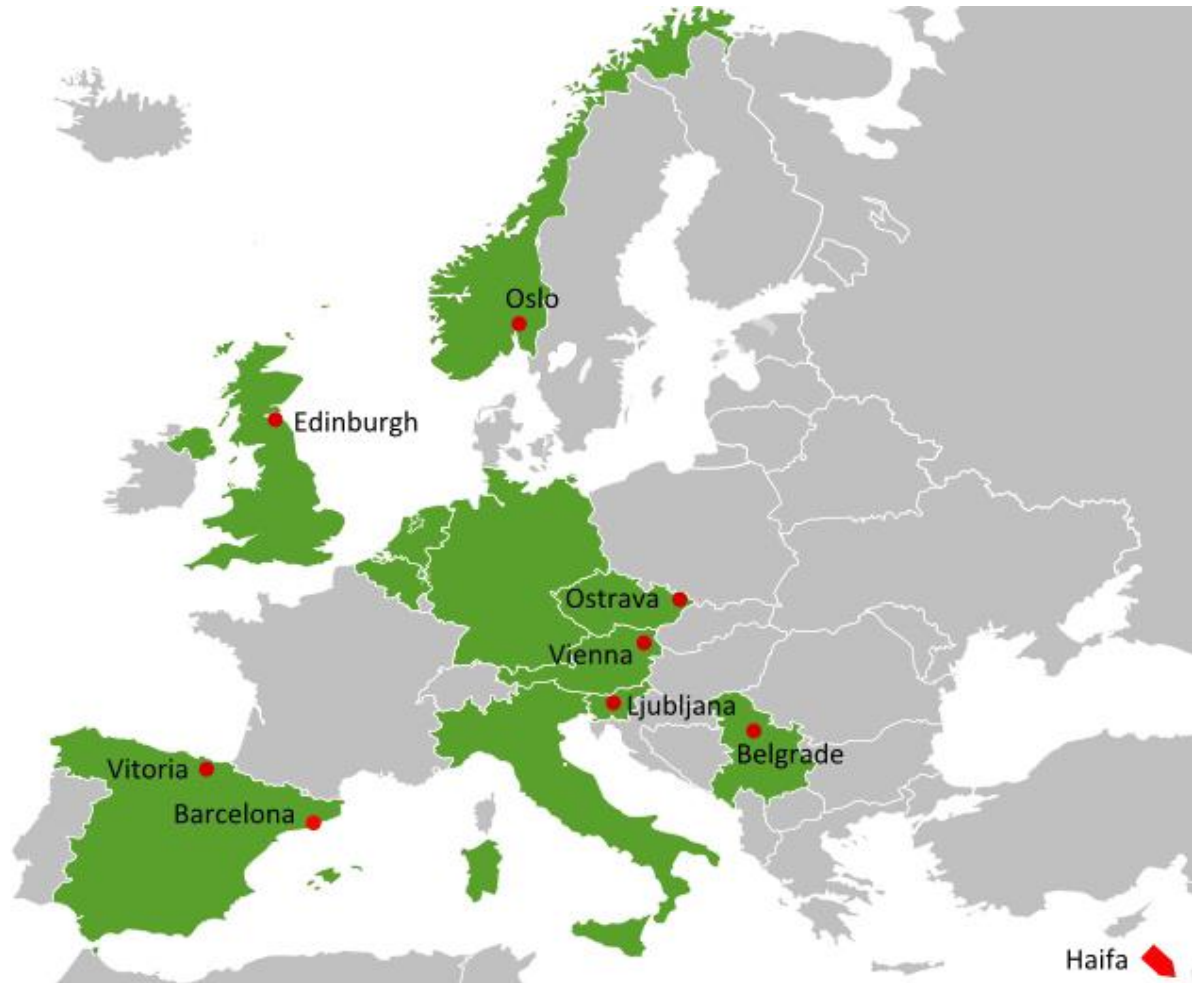 Oslo
Edinburgh
Ostrava
Vienna
Ljubljana
Belgrade
Vitoria
Barcelona
Haifa